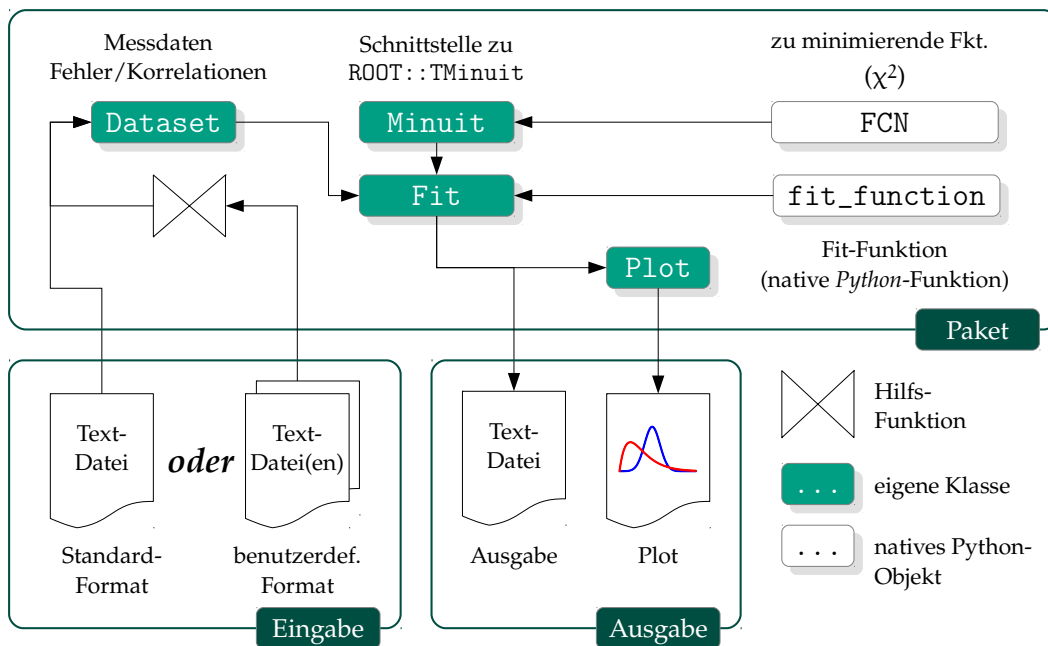 Messdaten
Fehler/Korrelationen
Schnittstelle zu
ROOT::TMinuit
zu minimierende Fkt.
(χ²)
Dataset
Minuit
FCN
Fit
fit_function
Plot
Fit-Funktion
(native Python-Funktion)
Paket
Text-
Datei
oder
Text-
Datei(en)
Standard-
Format
benutzerdef.
Format
Eingabe
Text-
Datei
Ausgabe
Plot
Ausgabe
Hilfs-
Funktion
...
eigene Klasse
...
natives Python-
Objekt